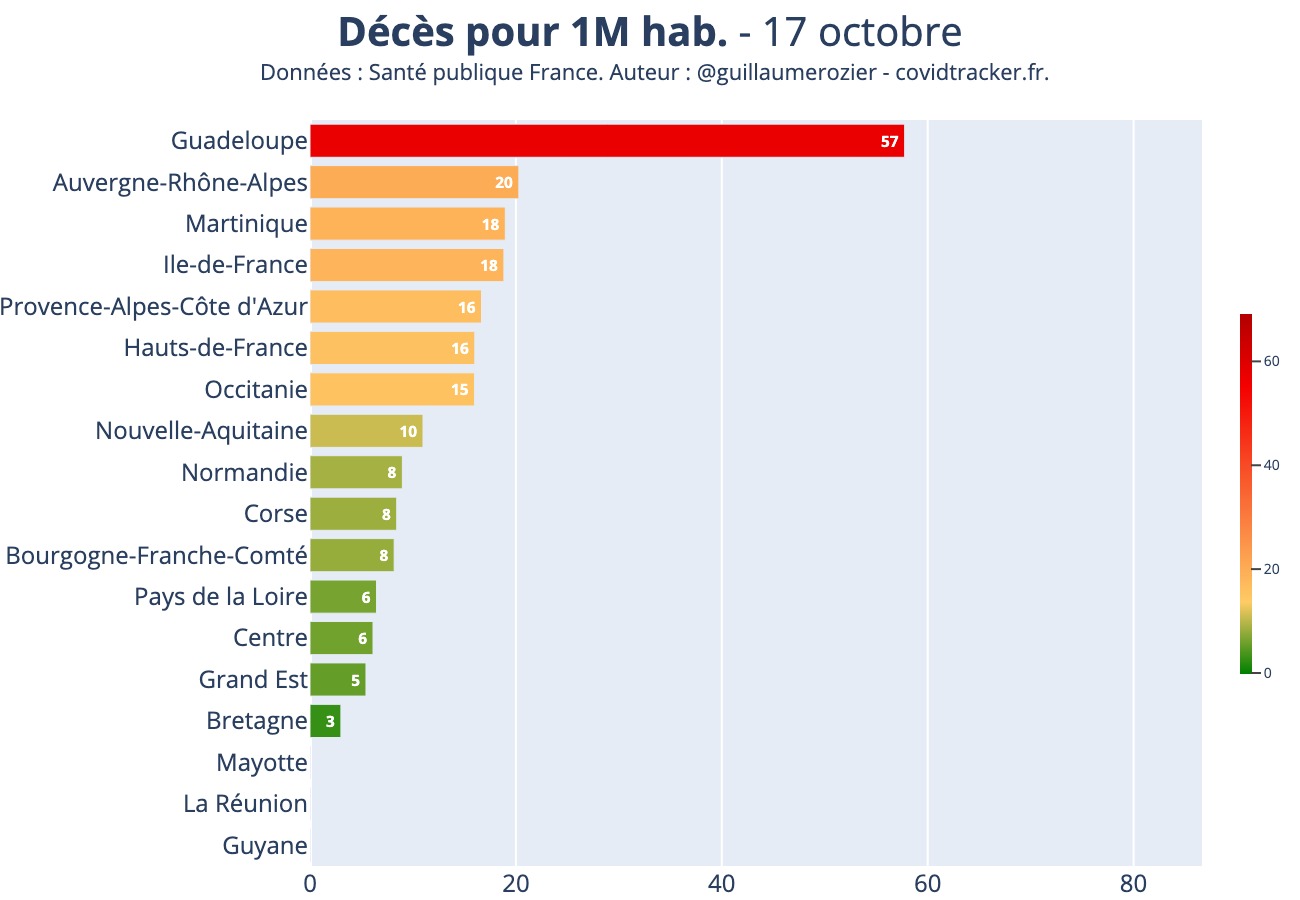 Décès pour 1M hab. - 17 octobre
Données : Santé publique France. Auteur : @guillaumerozier - covidtracker.fr.
Guadeloupe 57
Auvergne-Rhône-Alpes 20
Martinique 18
Ile-de-France 18
Provence-Alpes-Côte d'Azur 16
Hauts-de-France 16
Occitanie 15
Nouvelle-Aquitaine 10
Normandie 8
Corse 8
Bourgogne-Franche-Comté 8
Pays de la Loire 6
Centre 6
Grand Est 5
Bretagne 3
Mayotte
La Réunion
Guyane
0 20 40 60 80
60
40
20
0